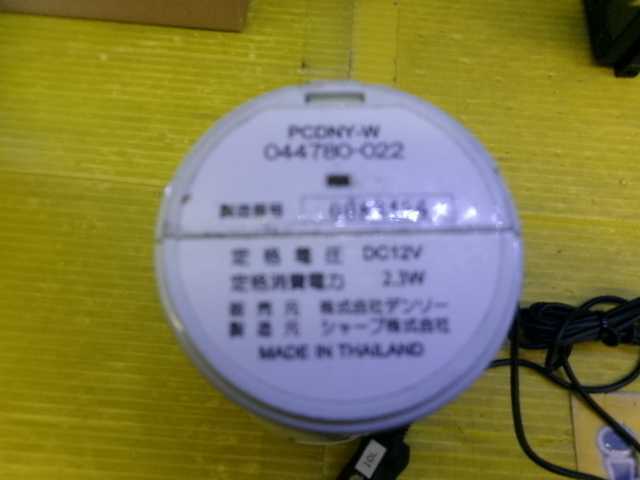 PCDNY-W
044780-022
製造番号
定格電圧 DC12V
定格消費電力 2.3W
販売元 株式会社デンソー
製造元 シャープ株式会社
MADE IN THAILAND